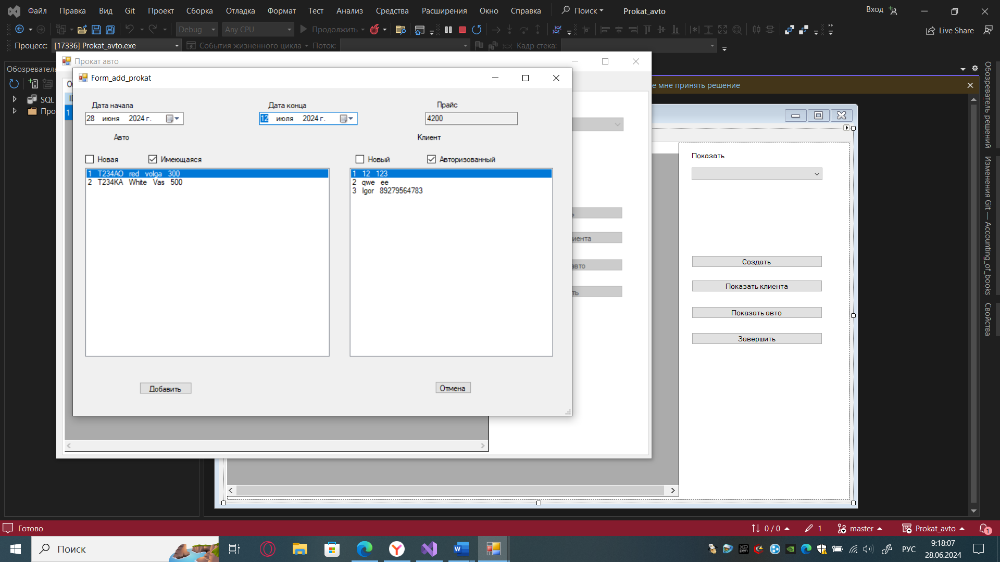 Файл Правка Вид Git Проект Сборка Отладка Формат Тест Анализ Средства Расширения Окно Справка Поиск Prokat_avto Вход
Debug Any CPU Продолжить Live Share
Процесс: [17336] Prokat_avto.exe События жизненного цикла Поток: Кадр стека:
Прокат авто
Обозреватель
Form_add_prokat
е мне принять решение
SQL
Про
1
Дата начала Дата конца Прайс
28 июня 2024 г. 12 июля 2024 г. 4200
Авто Клиент
Новая Имеющаяся Новый Авторизованный
1 T234AO red volga 300
2 T234KA White Vas 500
1 12 123
2 qwe ee
3 Igor 89279564783
Добавить Отмена
иента
авто
ть
Показать
Создать
Показать клиента
Показать авто
Завершить
Обозреватель решений
Изменения Git — Accounting_of_books
Свойства
Готово 0 / 0 1 master Prokat_avto 1
Поиск РУС 9:18:07
28.06.2024